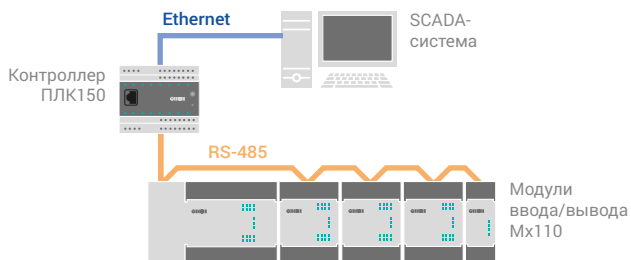 Ethernet
SCADA-
система
Контроллер
ПЛК150
RS-485
Модули
ввода/вывода
Мх110